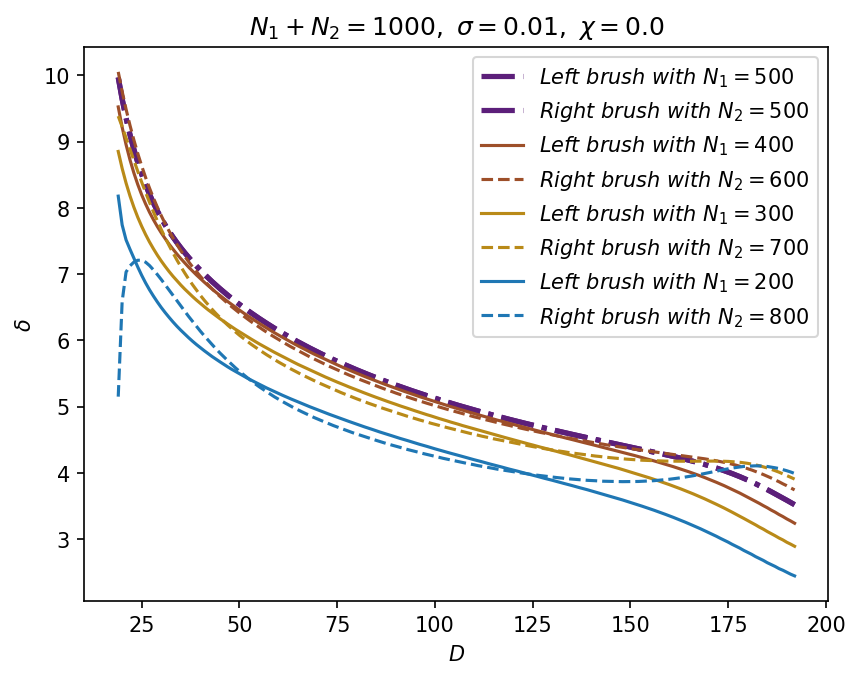 N₁ + N₂ = 1000, σ = 0.01, χ = 0.0
10
9
8
7
6
5
4
3
δ
Left brush with N₁ = 500
Right brush with N₂ = 500
Left brush with N₁ = 400
Right brush with N₂ = 600
Left brush with N₁ = 300
Right brush with N₂ = 700
Left brush with N₁ = 200
Right brush with N₂ = 800
25 50 75 100 125 150 175 200
D